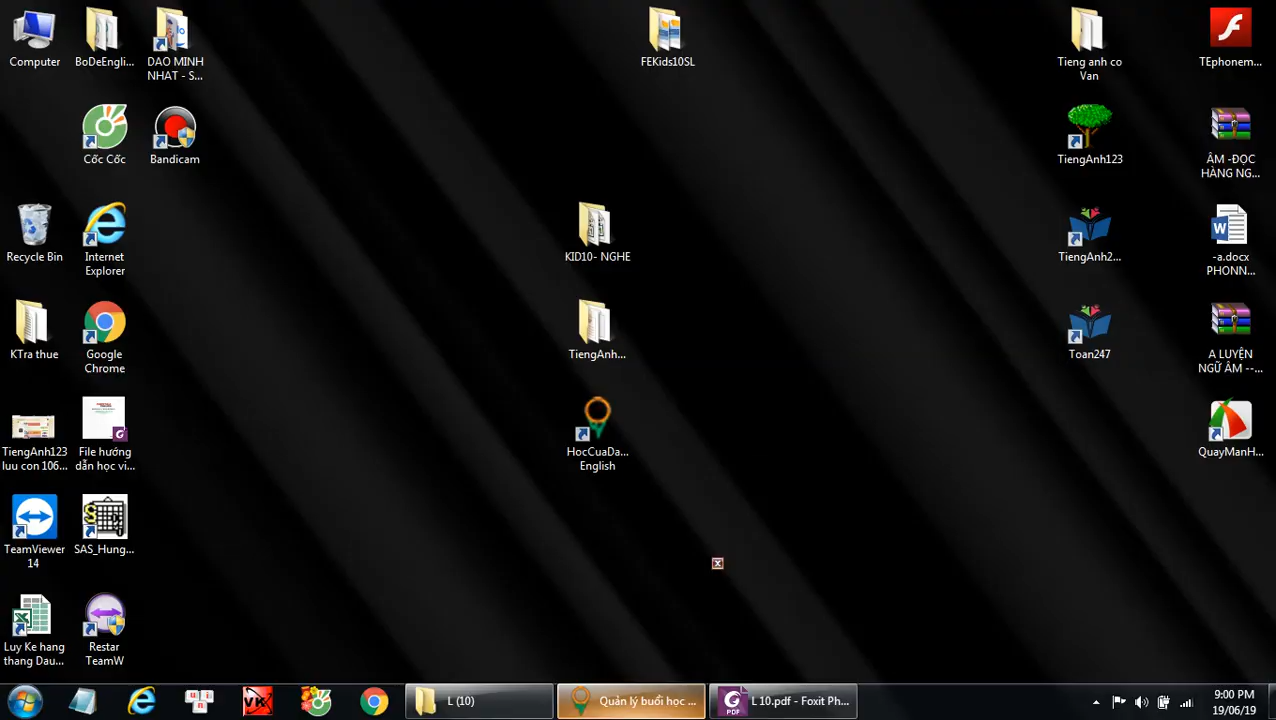 Computer
BoDeEngli...
DAO MINH
NHAT - S...
FEKids10SL
Tieng anh co
Van
TEphonem...
Cốc Cốc
Bandicam
TiengAnh123
ÂM -ĐỌC
HÀNG NG...
Recycle Bin
Internet
Explorer
KID10- NGHE
TiengAnh2...
-a.docx
PHONN...
KTra thue
Google
Chrome
TiengAnh...
Toan247
A LUYỆN
NGỮ ÂM --...
TiengAnh123
luu con 106...
File hướng
dẫn học vi...
HocCuaDa...
English
QuayManH...
TeamViewer
14
SAS_Hung...
Luy Ke hang
thang Dau...
Restar
TeamW
L (10)
Quản lý buổi học ...
PDF
L 10.pdf - Foxit Ph...
9:00 PM
19/06/19